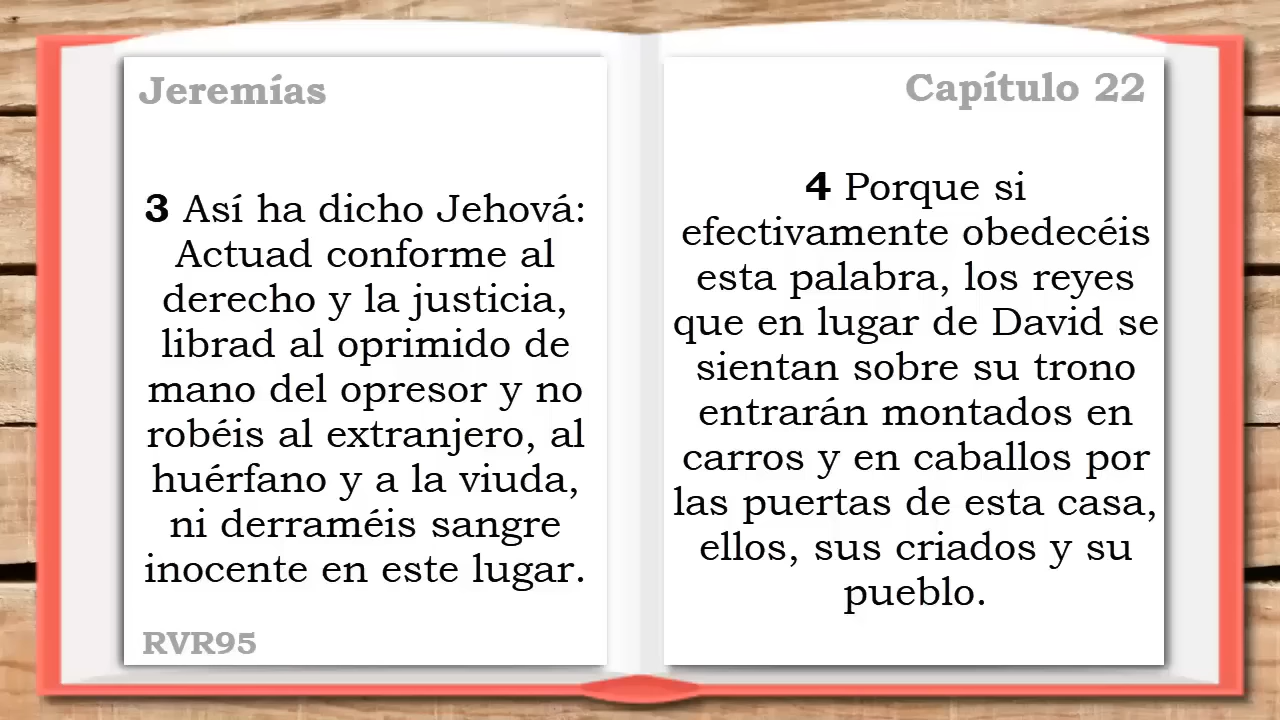 Jeremías
3 Así ha dicho Jehová:
Actuad conforme al
derecho y la justicia,
librad al oprimido de
mano del opresor y no
robéis al extranjero, al
huérfano y a la viuda,
ni derraméis sangre
inocente en este lugar.
RVR95
Capítulo 22
4 Porque si
efectivamente obedecéis
esta palabra, los reyes
que en lugar de David se
sientan sobre su trono
entrarán montados en
carros y en caballos por
las puertas de esta casa,
ellos, sus criados y su
pueblo.